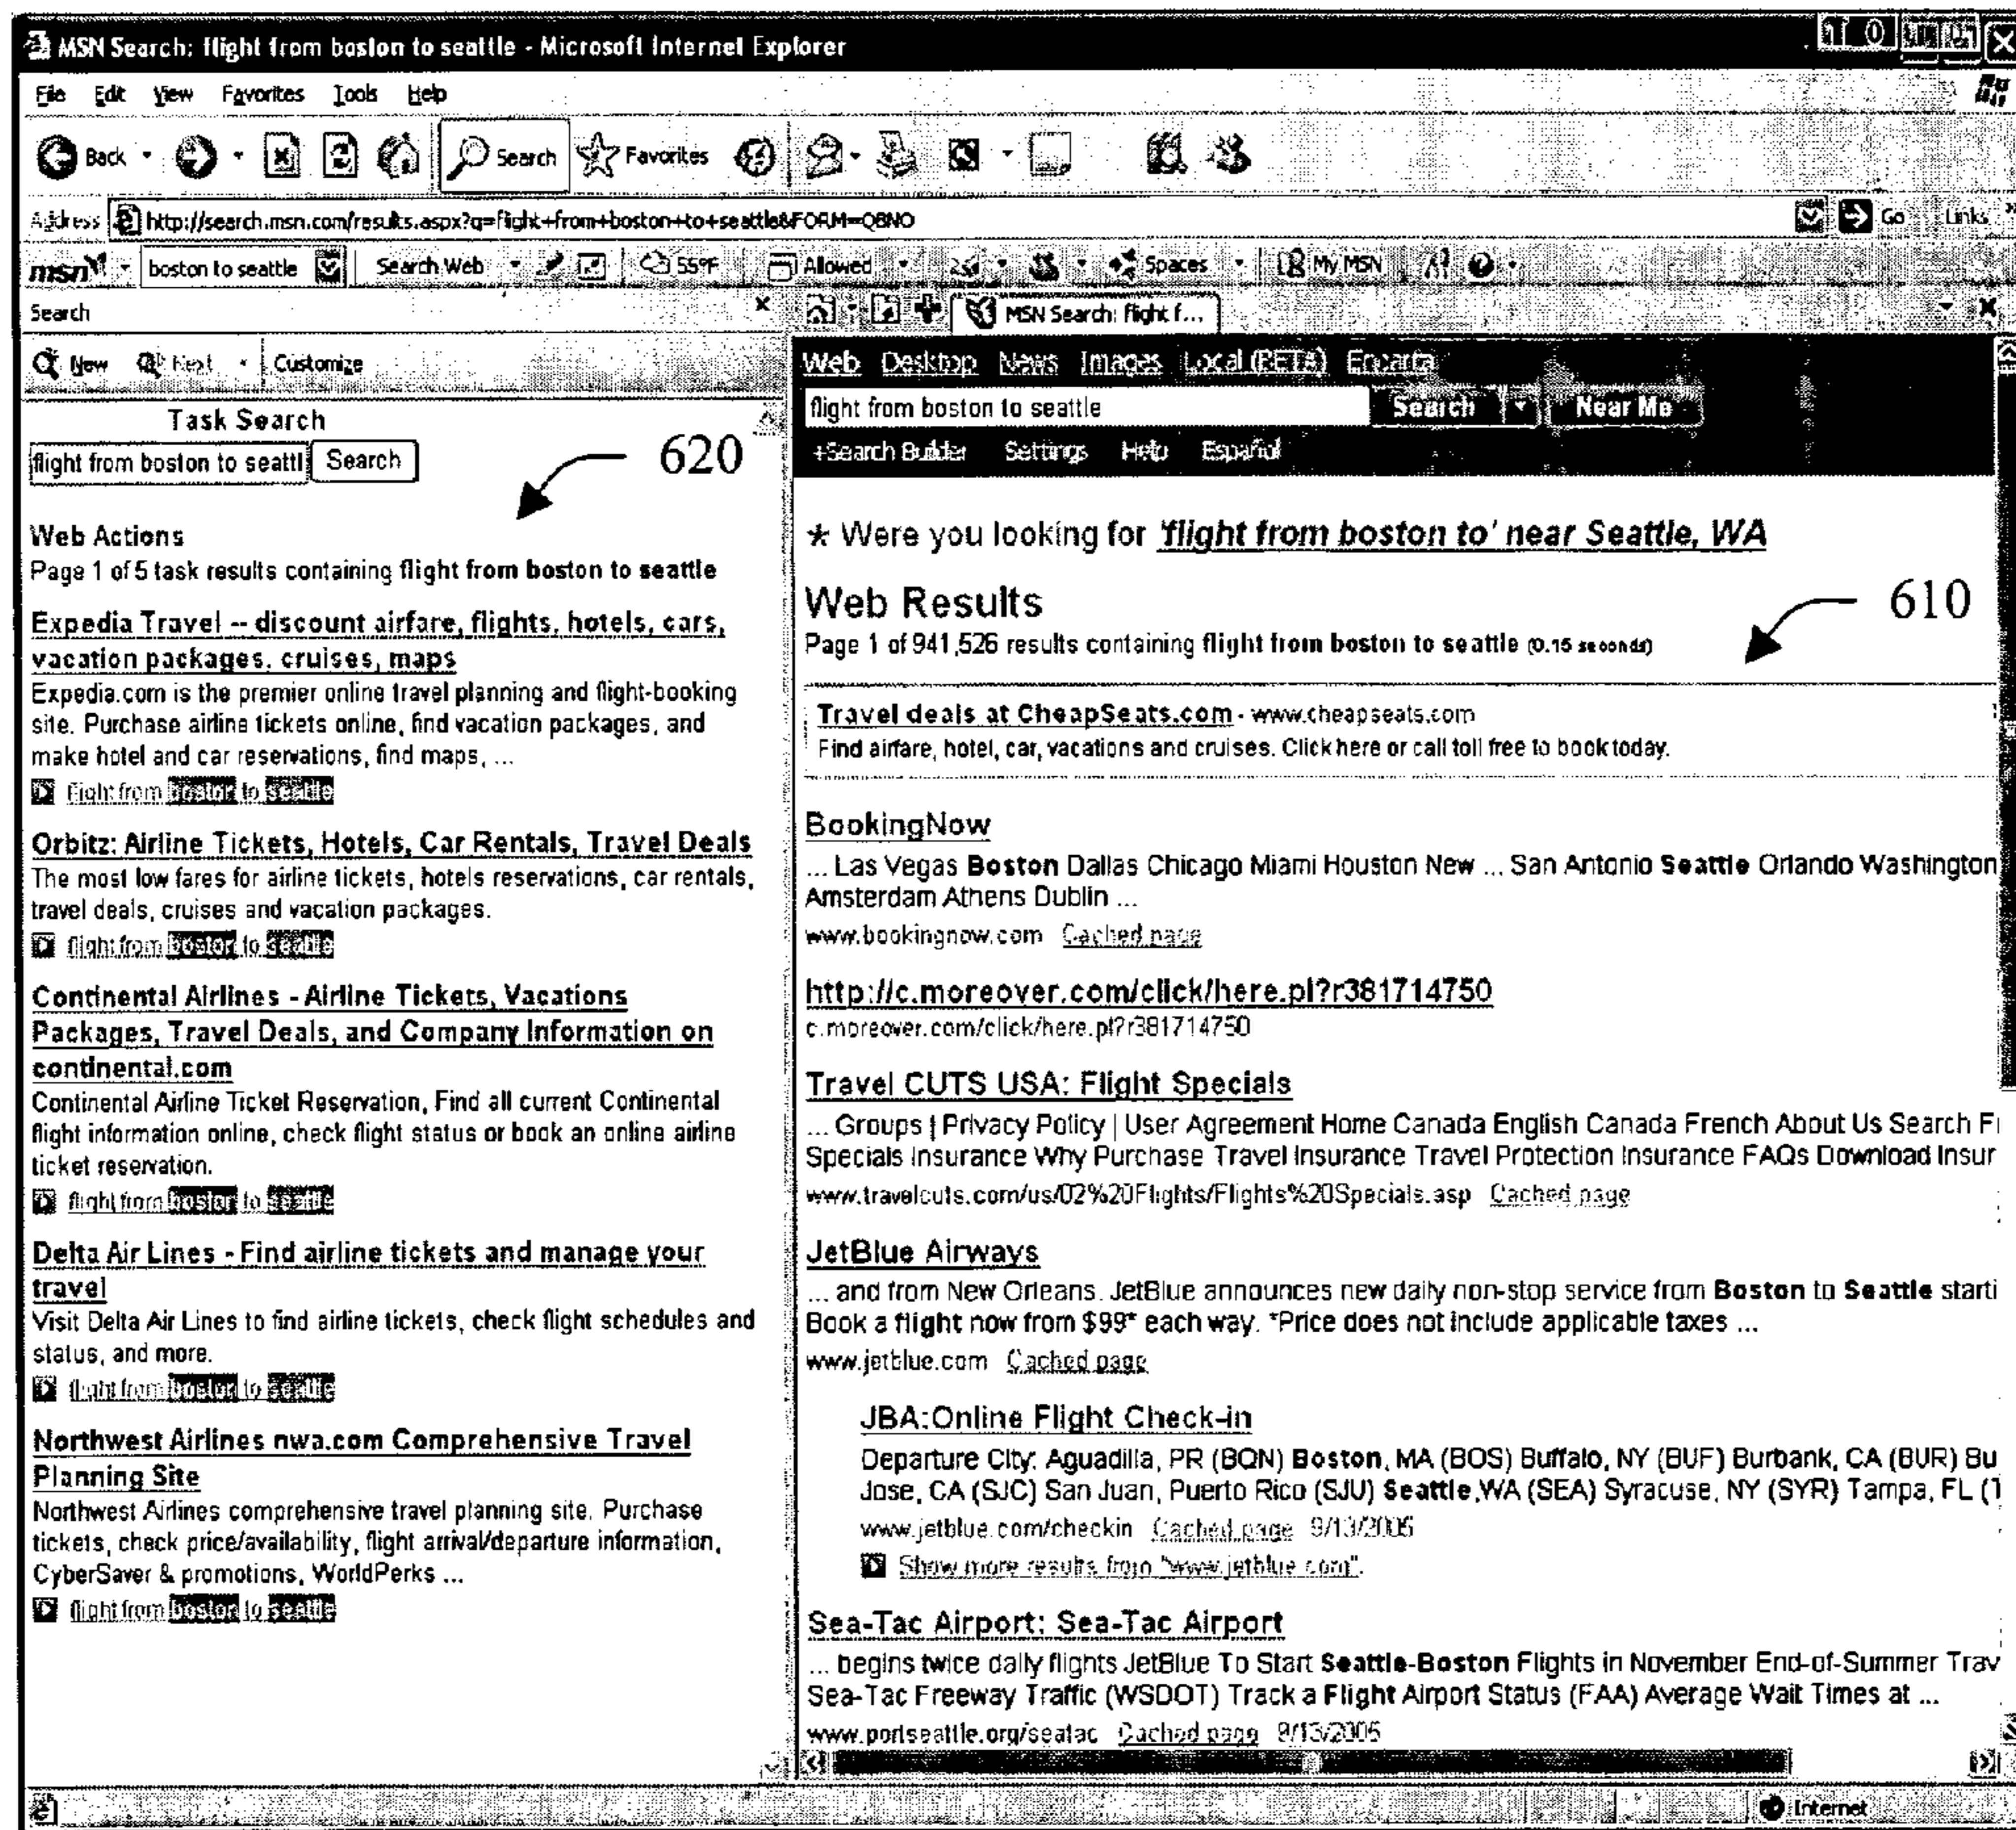 MSN Search: flight from boston to seattle - Microsoft Internet Explorer
File Edit View Favorites Tools Help
Back Search Favorites
Address http://search.msn.com/results.aspx?q=flight+from+boston+to+seattle&FORM=QBNO Go Links
msn boston to seattle Search Web 55°F Allowed Spaces My MSN
Search
MSN Search: flight f...
New Next Customize
Task Search
flight from boston to seattl Search
620
Web Actions
Page 1 of 5 task results containing flight from boston to seattle
Expedia Travel -- discount airfare, flights, hotels, cars,
vacation packages, cruises, maps
Expedia.com is the premier online travel planning and flight-booking
site. Purchase airline tickets online, find vacation packages, and
make hotel and car reservations, find maps, ...
flight from boston to seattle
Orbitz: Airline Tickets, Hotels, Car Rentals, Travel Deals
The most low fares for airline tickets, hotels reservations, car rentals,
travel deals, cruises and vacation packages.
flight from boston to seattle
Continental Airlines - Airline Tickets, Vacations
Packages, Travel Deals, and Company Information on
continental.com
Continental Airline Ticket Reservation, Find all current Continental
flight information online, check flight status or book an online airline
ticket reservation.
flight from boston to seattle
Delta Air Lines - Find airline tickets and manage your
travel
Visit Delta Air Lines to find airline tickets, check flight schedules and
status, and more.
flight from boston to seattle
Northwest Airlines nwa.com Comprehensive Travel
Planning Site
Northwest Airlines comprehensive travel planning site. Purchase
tickets, check price/availability, flight arrival/departure information,
CyberSaver & promotions, WorldPerks ...
flight from boston to seattle
Web Desktop News Images Local (BETA) Encarta
flight from boston to seattle Search Near Me
+Search Builder Settings Help Español
* Were you looking for 'flight from boston to' near Seattle, WA
Web Results
610
Page 1 of 941,526 results containing flight from boston to seattle (0.15 seconds)
Travel deals at CheapSeats.com - www.cheapseats.com
Find airfare, hotel, car, vacations and cruises. Click here or call toll free to book today.
BookingNow
... Las Vegas Boston Dallas Chicago Miami Houston New ... San Antonio Seattle Orlando Washington
Amsterdam Athens Dublin ...
www.bookingnow.com Cached page
http://c.moreover.com/click/here.pl?r381714750
c.moreover.com/click/here.pl?r381714750
Travel CUTS USA: Flight Specials
... Groups | Privacy Policy | User Agreement Home Canada English Canada French About Us Search Fi
Specials Insurance Why Purchase Travel Insurance Travel Protection Insurance FAQs Download Insur
www.travelcuts.com/us/02%20Flights/Flights%20Specials.asp Cached page
JetBlue Airways
... and from New Orleans. JetBlue announces new daily non-stop service from Boston to Seattle starti
Book a flight now from $99* each way. *Price does not include applicable taxes ...
www.jetblue.com Cached page
JBA:Online Flight Check-in
Departure City: Aguadilla, PR (BQN) Boston, MA (BOS) Buffalo, NY (BUF) Burbank, CA (BUR) Bu
Jose, CA (SJC) San Juan, Puerto Rico (SJU) Seattle,WA (SEA) Syracuse, NY (SYR) Tampa, FL (T
www.jetblue.com/checkin Cached page 9/13/2005
Show more results from "www.jetblue.com".
Sea-Tac Airport: Sea-Tac Airport
... begins twice daily flights JetBlue To Start Seattle-Boston Flights in November End-of-Summer Trav
Sea-Tac Freeway Traffic (WSDOT) Track a Flight Airport Status (FAA) Average Wait Times at ...
www.portseattle.org/seatac Cached page 9/13/2005
Internet